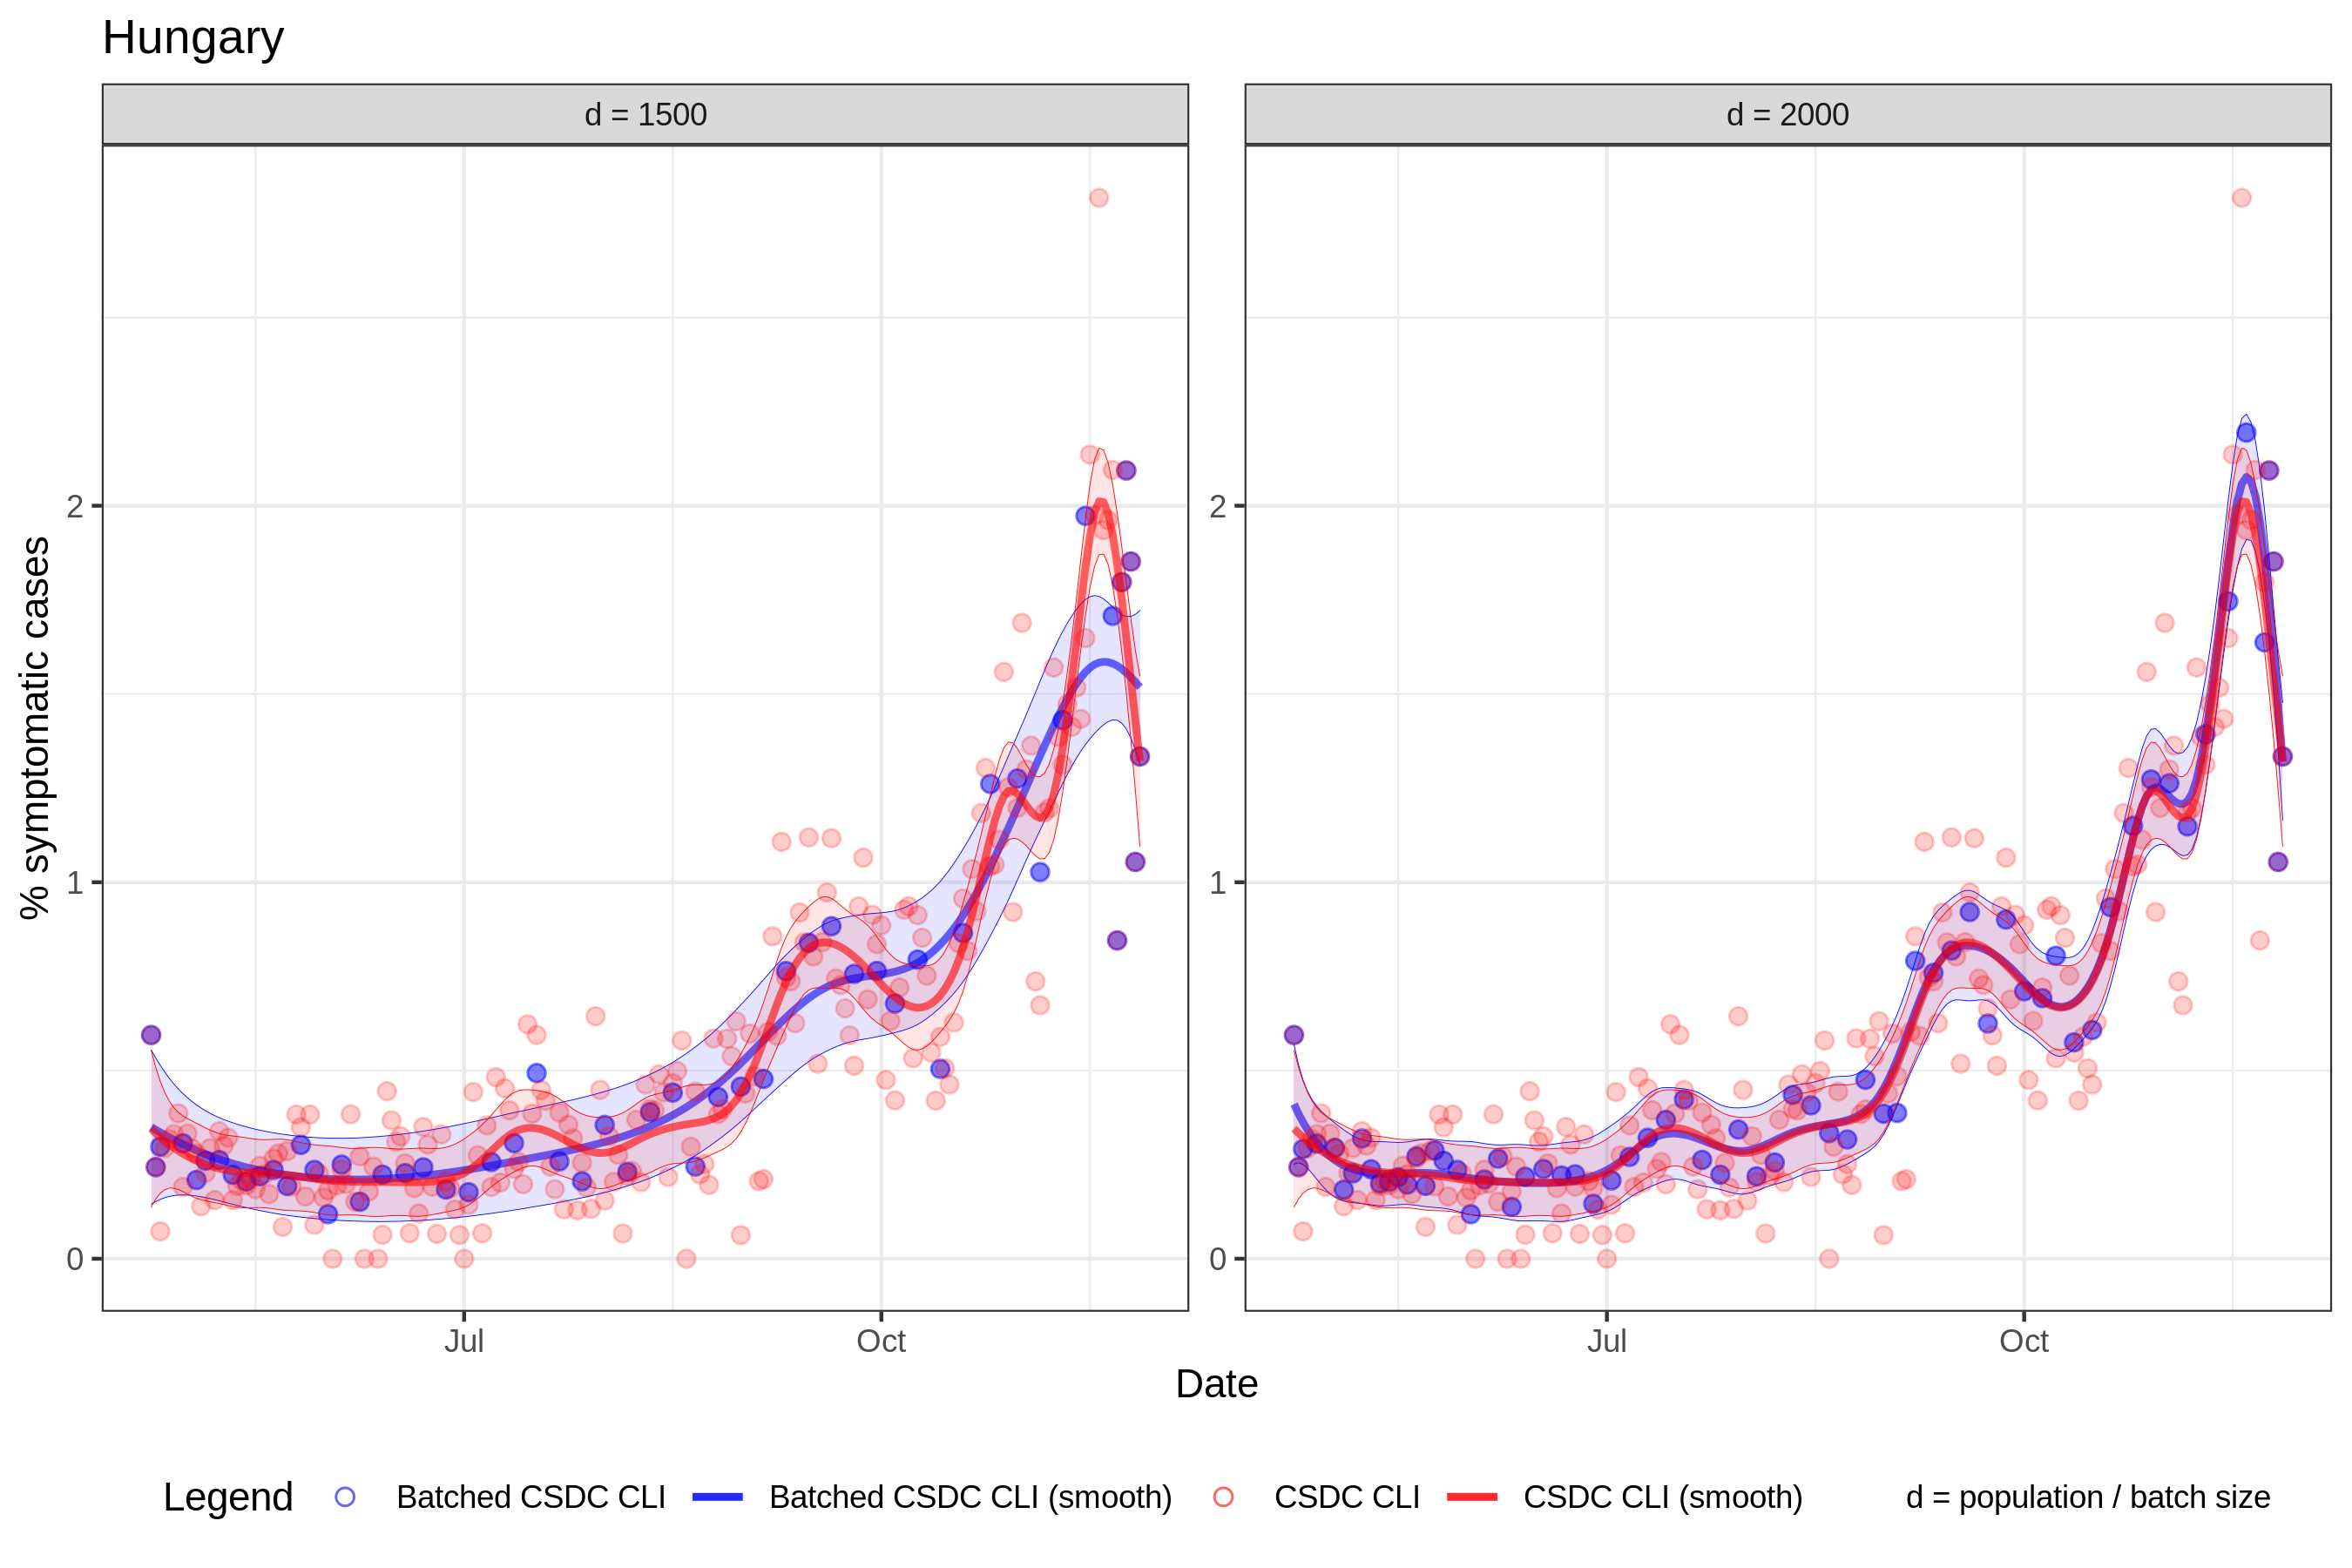 Hungary
d = 1500
d = 2000
% symptomatic cases
2
1
0
2
1
0
Jul
Oct
Jul
Oct
Date
Legend
Batched CSDC CLI
Batched CSDC CLI (smooth)
CSDC CLI
CSDC CLI (smooth)
d = population / batch size